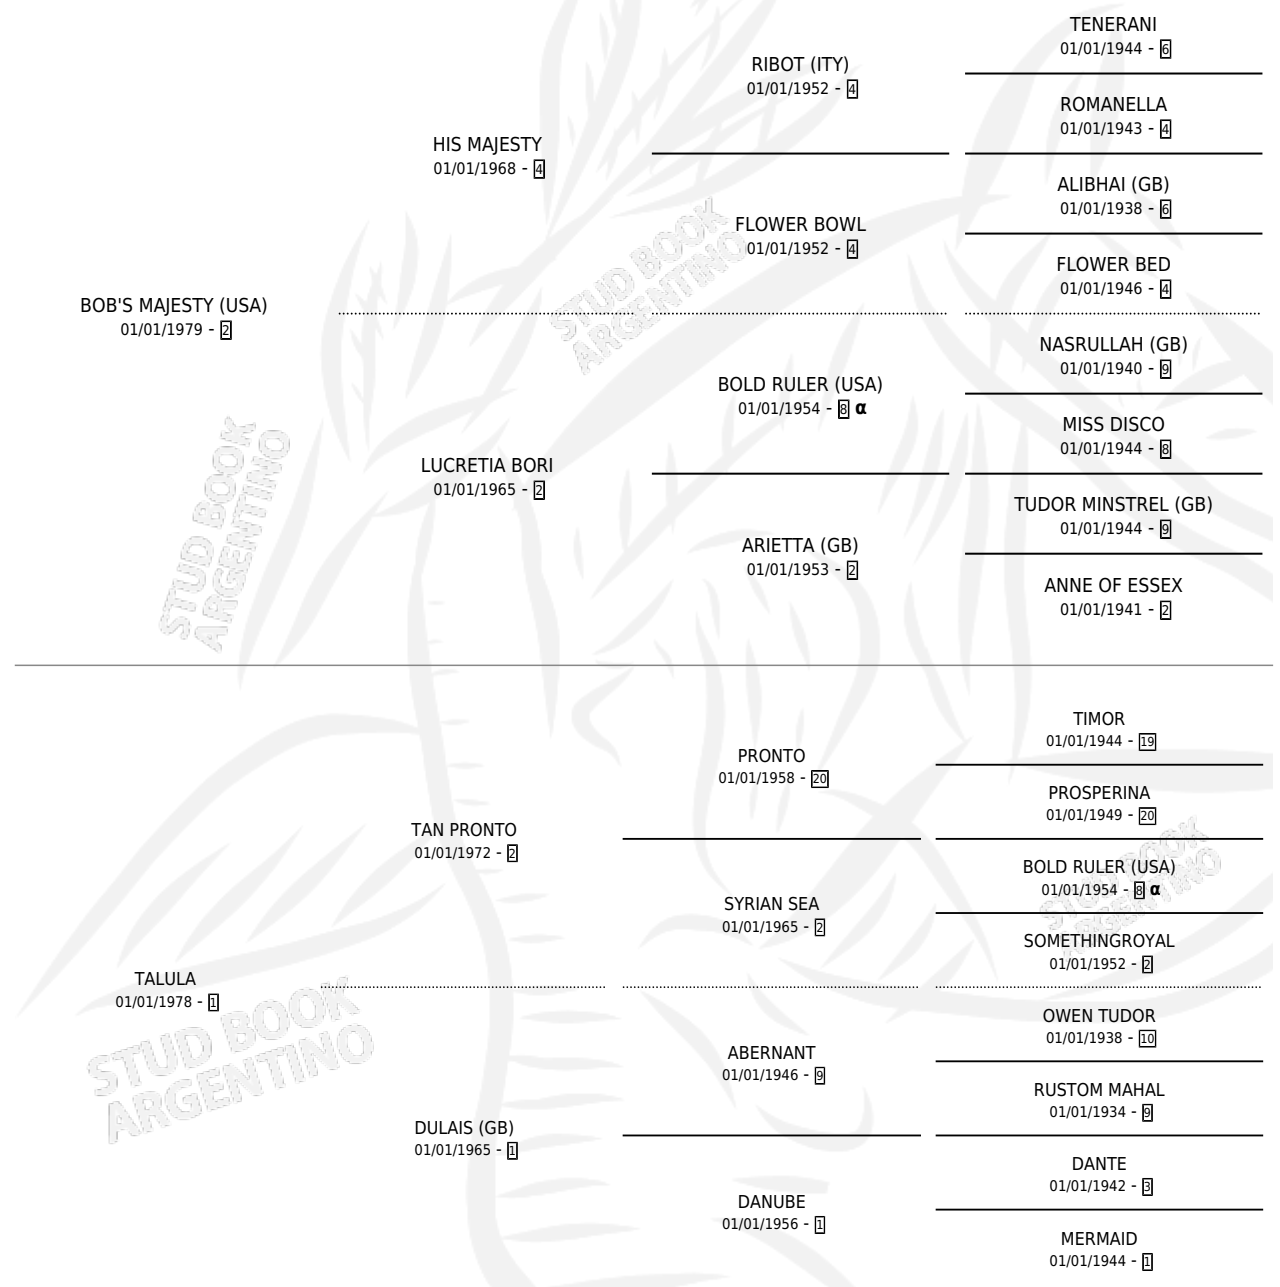 TENERANI
01/01/1944 - 6
RIBOT (ITY)
01/01/1952 - 4
ROMANELLA
01/01/1943 - 4
HIS MAJESTY
01/01/1968 - 4
ALIBHAI (GB)
01/01/1938 - 6
FLOWER BOWL
01/01/1952 - 4
FLOWER BED
01/01/1946 - 4
BOB'S MAJESTY (USA)
01/01/1979 - 2
NASRULLAH (GB)
01/01/1940 - 9
BOLD RULER (USA)
01/01/1954 - 8 α
MISS DISCO
01/01/1944 - 8
LUCRETIA BORI
01/01/1965 - 2
TUDOR MINSTREL (GB)
01/01/1944 - 9
ARIETTA (GB)
01/01/1953 - 2
ANNE OF ESSEX
01/01/1941 - 2
STUD BOOK
ARGENTINO
STUD BOOK
ARGENTINO
TIMOR
01/01/1944 - 19
PRONTO
01/01/1958 - 20
PROSPERINA
01/01/1949 - 20
TAN PRONTO
01/01/1972 - 2
BOLD RULER (USA)
01/01/1954 - 8 α
SYRIAN SEA
01/01/1965 - 2
SOMETHINGROYAL
01/01/1952 - 2
TALULA
01/01/1978 - 1
OWEN TUDOR
01/01/1938 - 10
ABERNANT
01/01/1946 - 9
RUSTOM MAHAL
01/01/1934 - 9
DULAIS (GB)
01/01/1965 - 1
DANTE
01/01/1942 - 3
DANUBE
01/01/1956 - 1
MERMAID
01/01/1944 - 1
STUD BOOK
ARGENTINO
STUD BOOK
ARGENTINO